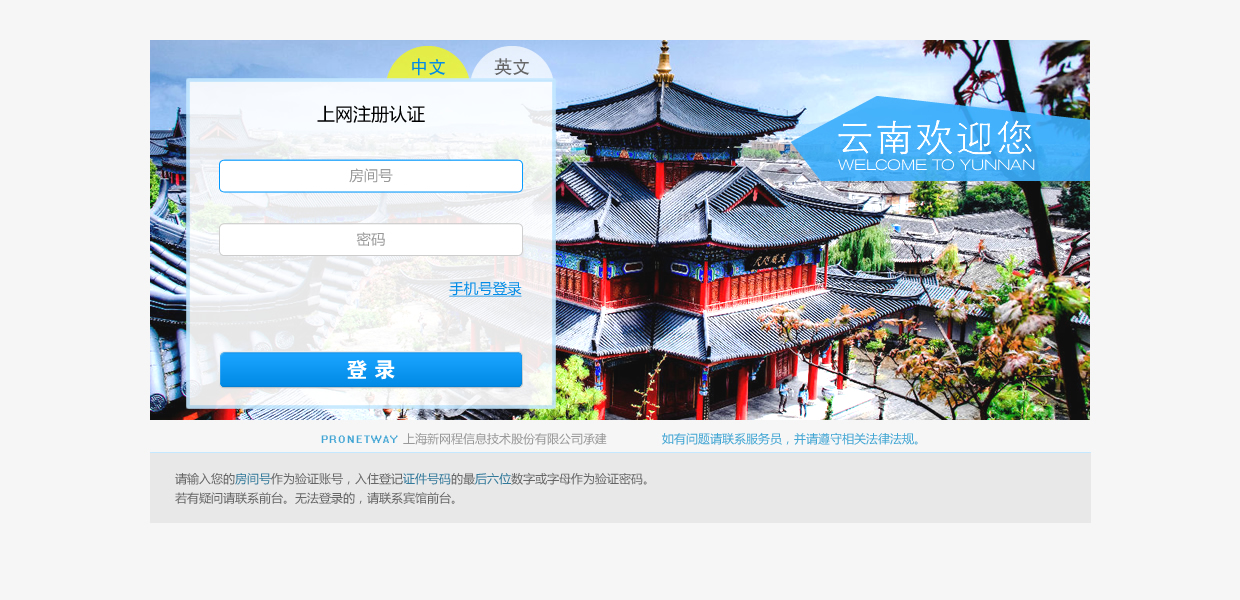 中文 英文
上网注册认证
云南欢迎您
WELCOME TO YUNNAN
房间号
密码
手机号登录
登 录
PRONETWAY 上海新网程信息技术股份有限公司承建 如有问题请联系服务员，并请遵守相关法律法规。
请输入您的房间号作为验证账号，入住登记证件号码的最后六位数字或字母作为验证密码。
若有疑问请联系前台。无法登录的，请联系宾馆前台。